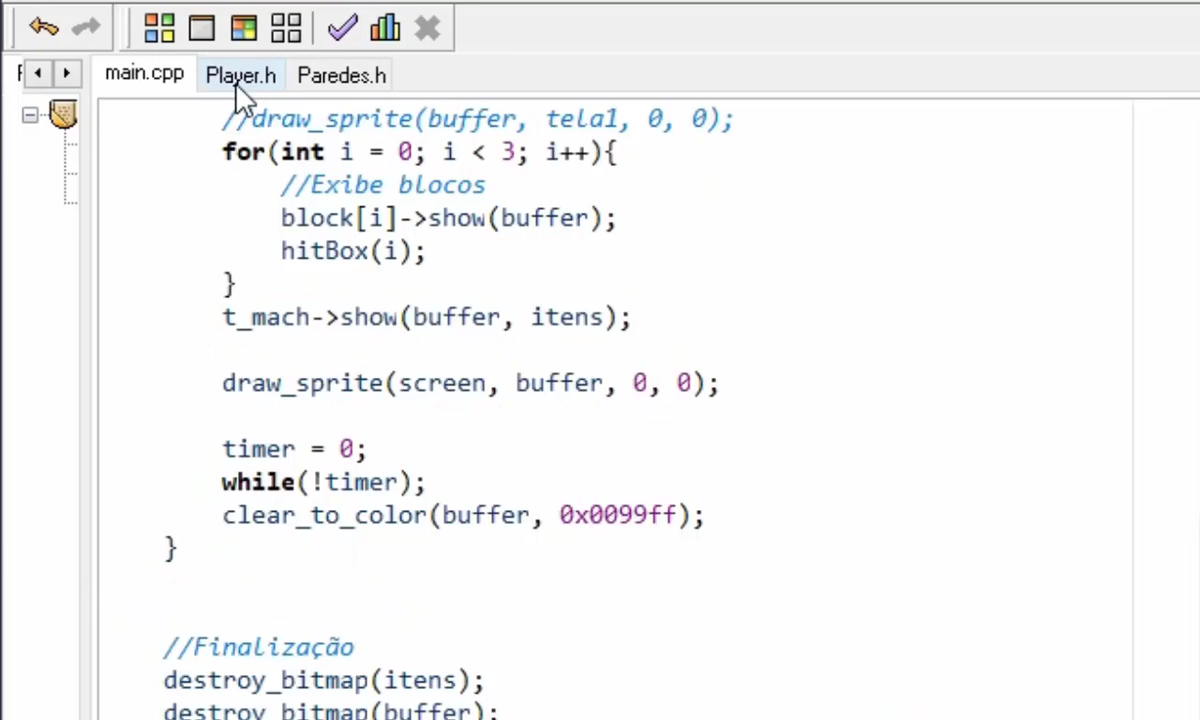 main.cpp Player.h Paredes.h
//draw_sprite(buffer, tela1, 0, 0);
for(int i = 0; i < 3; i++){
//Exibe blocos
block[i]->show(buffer);
hitBox(i);
}
t_mach->show(buffer, itens);
draw_sprite(screen, buffer, 0, 0);
timer = 0;
while(!timer);
clear_to_color(buffer, 0x0099ff);
}
//Finalização
destroy_bitmap(itens);
destroy_bitmap(buffer);